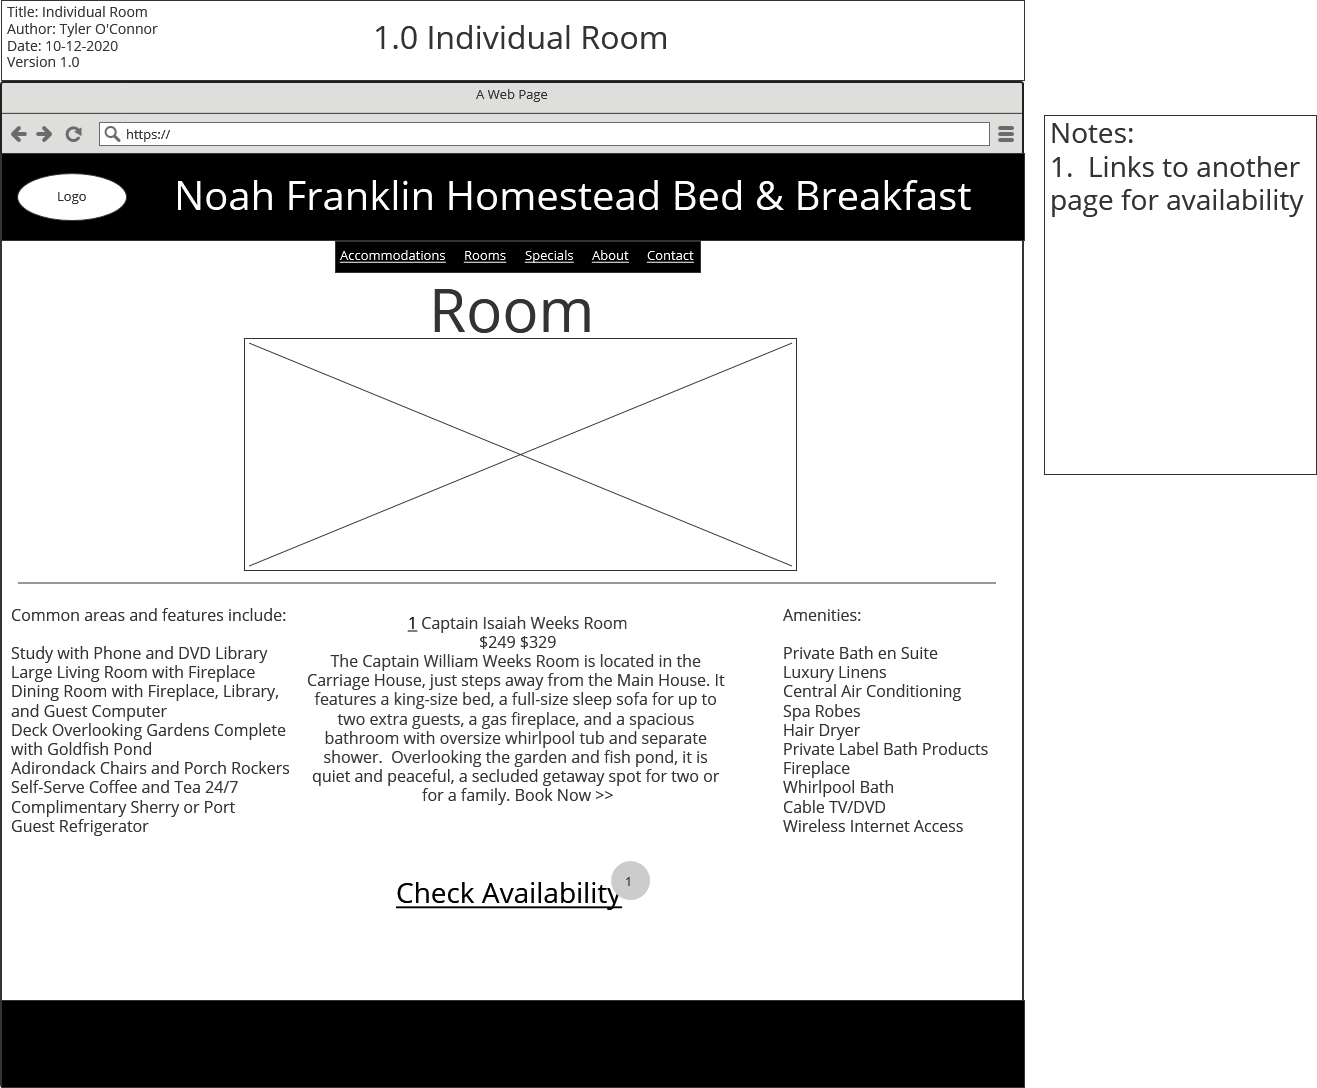 Title: Individual Room
Author: Tyler O'Connor
Date: 10-12-2020
Version 1.0
1.0 Individual Room
A Web Page
https://
Logo
Noah Franklin Homestead Bed & Breakfast
Accommodations Rooms Specials About Contact
Room
Common areas and features include:
Study with Phone and DVD Library
Large Living Room with Fireplace
Dining Room with Fireplace, Library,
and Guest Computer
Deck Overlooking Gardens Complete
with Goldfish Pond
Adirondack Chairs and Porch Rockers
Self-Serve Coffee and Tea 24/7
Complimentary Sherry or Port
Guest Refrigerator
1 Captain Isaiah Weeks Room
$249 $329
The Captain William Weeks Room is located in the
Carriage House, just steps away from the Main House. It
features a king-size bed, a full-size sleep sofa for up to
two extra guests, a gas fireplace, and a spacious
bathroom with oversize whirlpool tub and separate
shower.  Overlooking the garden and fish pond, it is
quiet and peaceful, a secluded getaway spot for two or
for a family. Book Now >>
Amenities:
Private Bath en Suite
Luxury Linens
Central Air Conditioning
Spa Robes
Hair Dryer
Private Label Bath Products
Fireplace
Whirlpool Bath
Cable TV/DVD
Wireless Internet Access
Check Availability
1
Notes:
1.  Links to another
page for availability